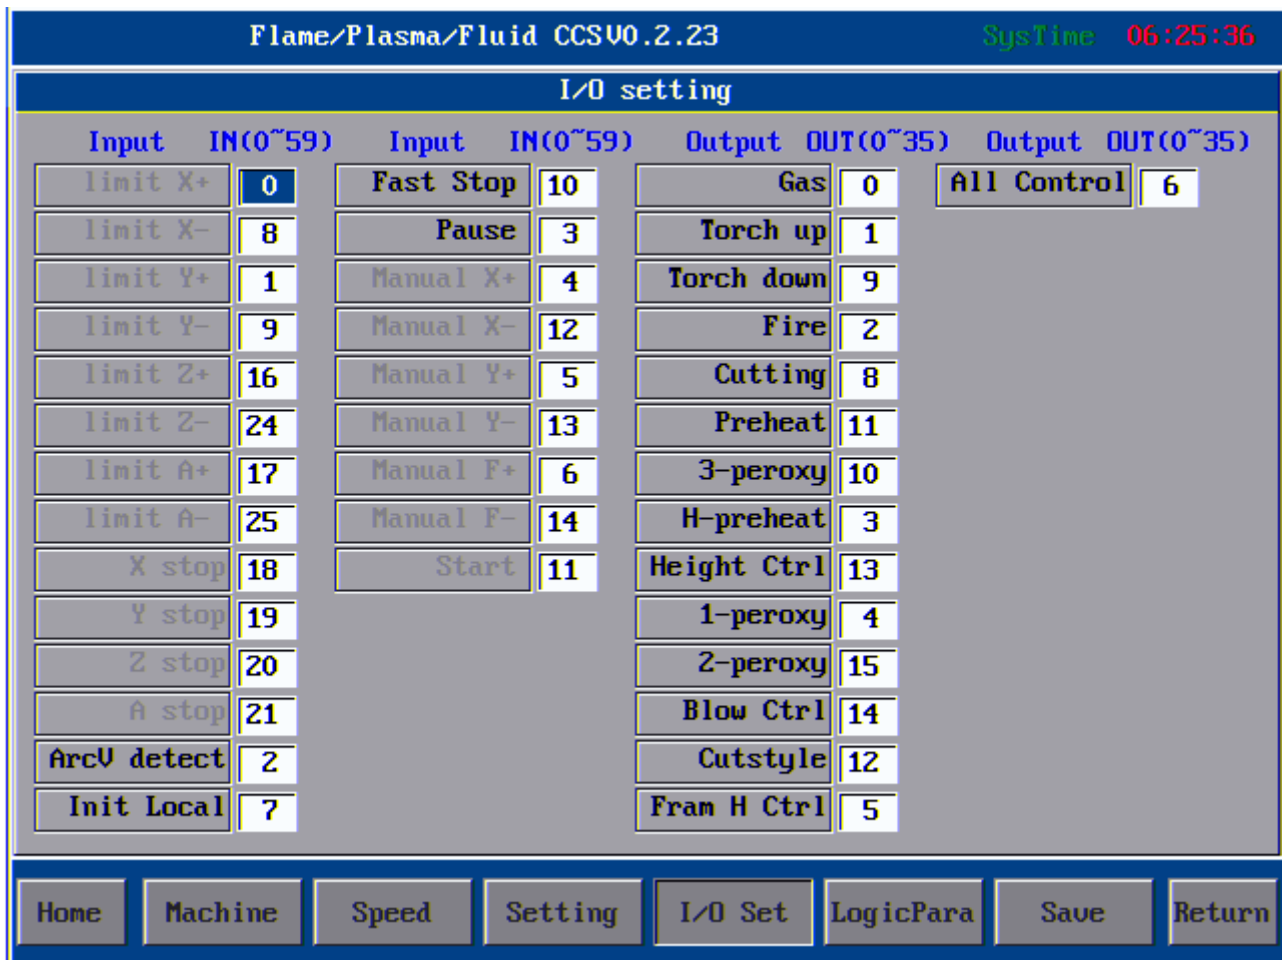 Flame/Plasma/Fluid CCSV0.2.23 SysTime 06:25:36
I/O setting
Input IN(0~59) Input IN(0~59) Output OUT(0~35) Output OUT(0~35)
limit X+ 0 Fast Stop 10 Gas 0 All Control 6
limit X- 8 Pause 3 Torch up 1
limit Y+ 1 Manual X+ 4 Torch down 9
limit Y- 9 Manual X- 12 Fire 2
limit Z+ 16 Manual Y+ 5 Cutting 8
limit Z- 24 Manual Y- 13 Preheat 11
limit A+ 17 Manual F+ 6 3-peroxy 10
limit A- 25 Manual F- 14 H-preheat 3
X stop 18 Start 11 Height Ctrl 13
Y stop 19 1-peroxy 4
Z stop 20 2-peroxy 15
A stop 21 Blow Ctrl 14
ArcV detect 2 Cutstyle 12
Init Local 7 Fram H Ctrl 5
Home Machine Speed Setting I/O Set LogicPara Save Return